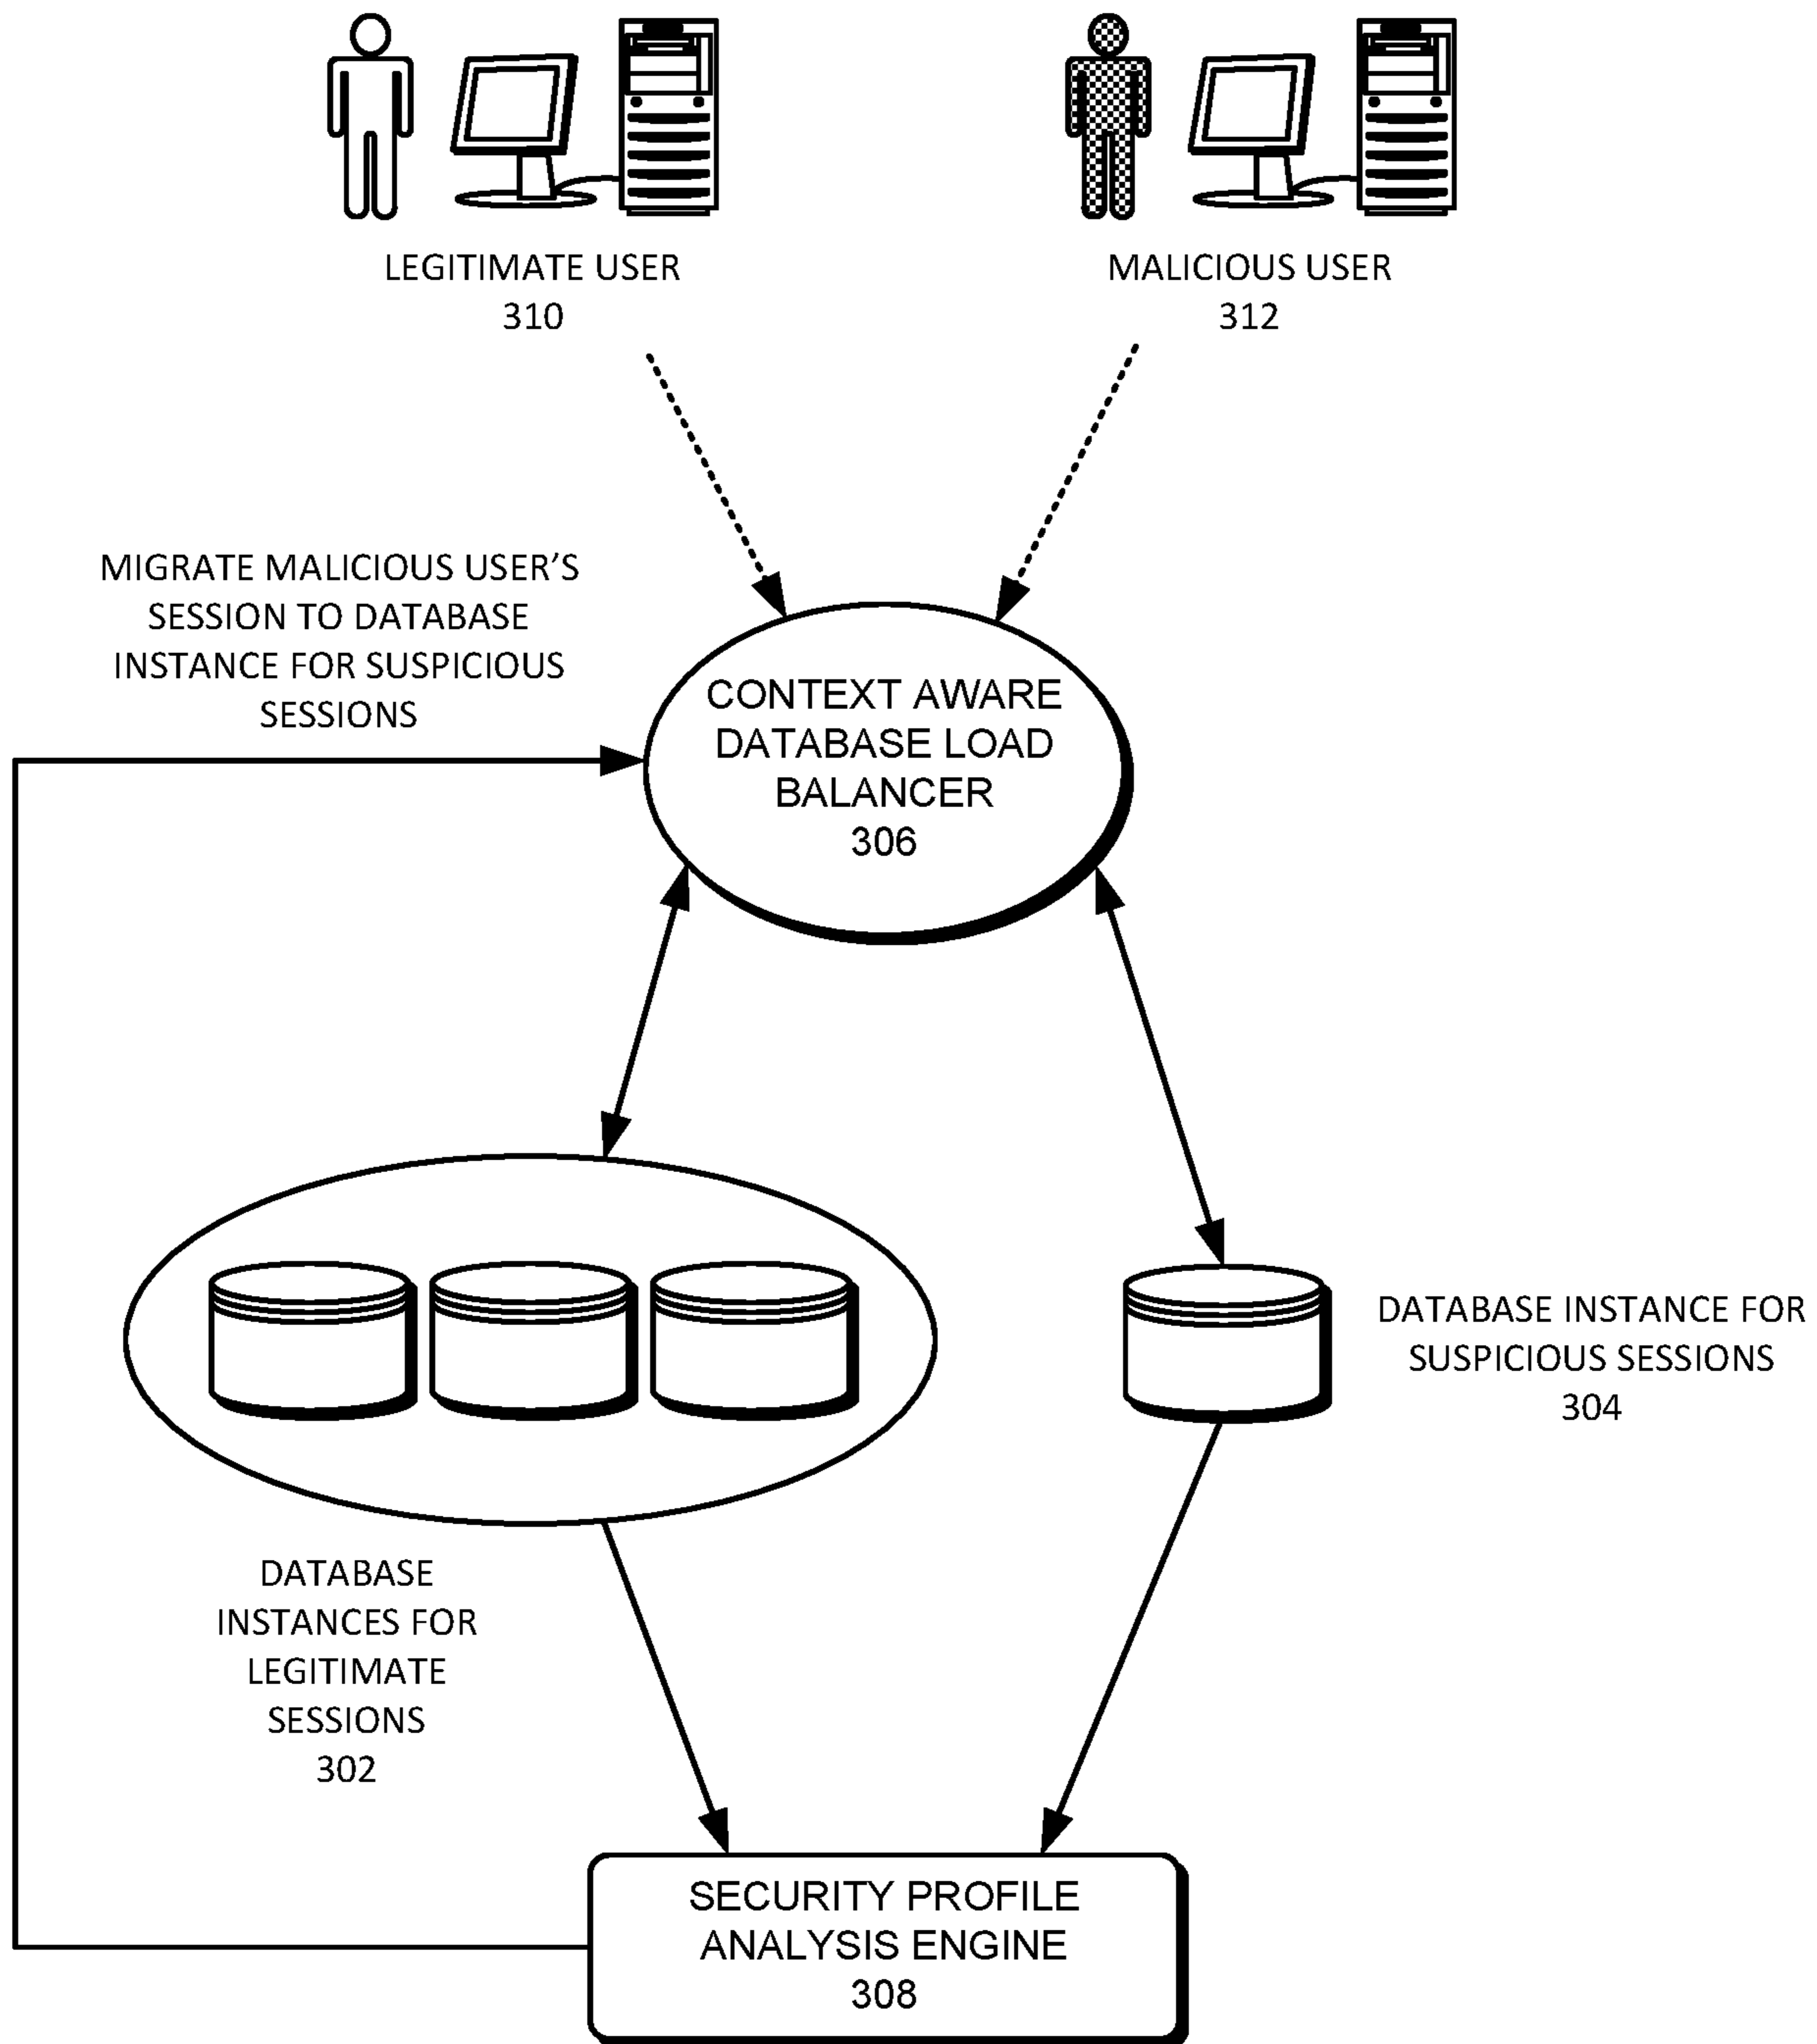 LEGITIMATE USER
310
MALICIOUS USER
312
MIGRATE MALICIOUS USER’S
SESSION TO DATABASE
INSTANCE FOR SUSPICIOUS
SESSIONS
CONTEXT AWARE
DATABASE LOAD
BALANCER
306
DATABASE INSTANCE FOR
SUSPICIOUS SESSIONS
304
DATABASE
INSTANCES FOR
LEGITIMATE
SESSIONS
302
SECURITY PROFILE
ANALYSIS ENGINE
308